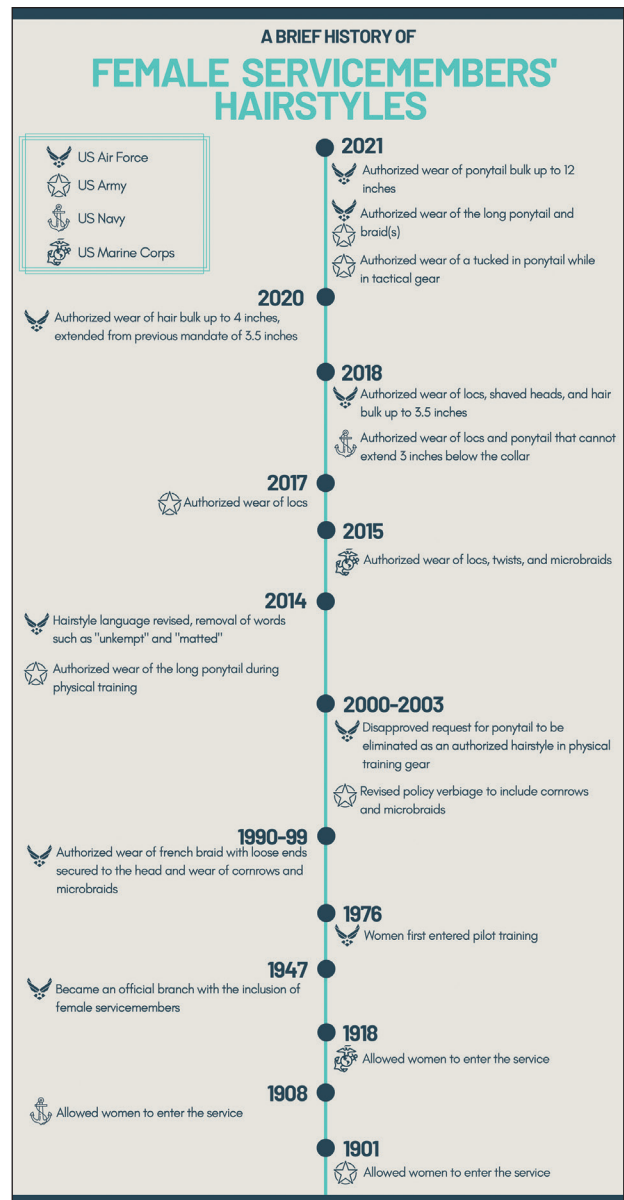 A BRIEF HISTORY OF
FEMALE SERVICEMEMBERS'
HAIRSTYLES
US Air Force
US Army
US Navy
US Marine Corps
2021
Authorized wear of ponytail bulk up to 12
inches
Authorized wear of the long ponytail and
braid(s)
Authorized wear of a tucked in ponytail while
in tactical gear
2020
Authorized wear of hair bulk up to 4 inches,
extended from previous mandate of 3.5 inches
2018
Authorized wear of locs, shaved heads, and hair
bulk up to 3.5 inches
Authorized wear of locs and ponytail that cannot
extend 3 inches below the collar
2017
Authorized wear of locs
2015
Authorized wear of locs, twists, and microbraids
2014
Hairstyle language revised, removal of words
such as "unkempt" and "matted"
Authorized wear of the long ponytail during
physical training
2000-2003
Disapproved request for ponytail to be
eliminated as an authorized hairstyle in physical
training gear
Revised policy verbiage to include cornrows
and microbraids
1990-99
Authorized wear of french braid with loose ends
secured to the head and wear of cornrows and
microbraids
1976
Women first entered pilot training
1947
Became an official branch with the inclusion of
female servicemembers
1918
Allowed women to enter the service
1908
Allowed women to enter the service
1901
Allowed women to enter the service